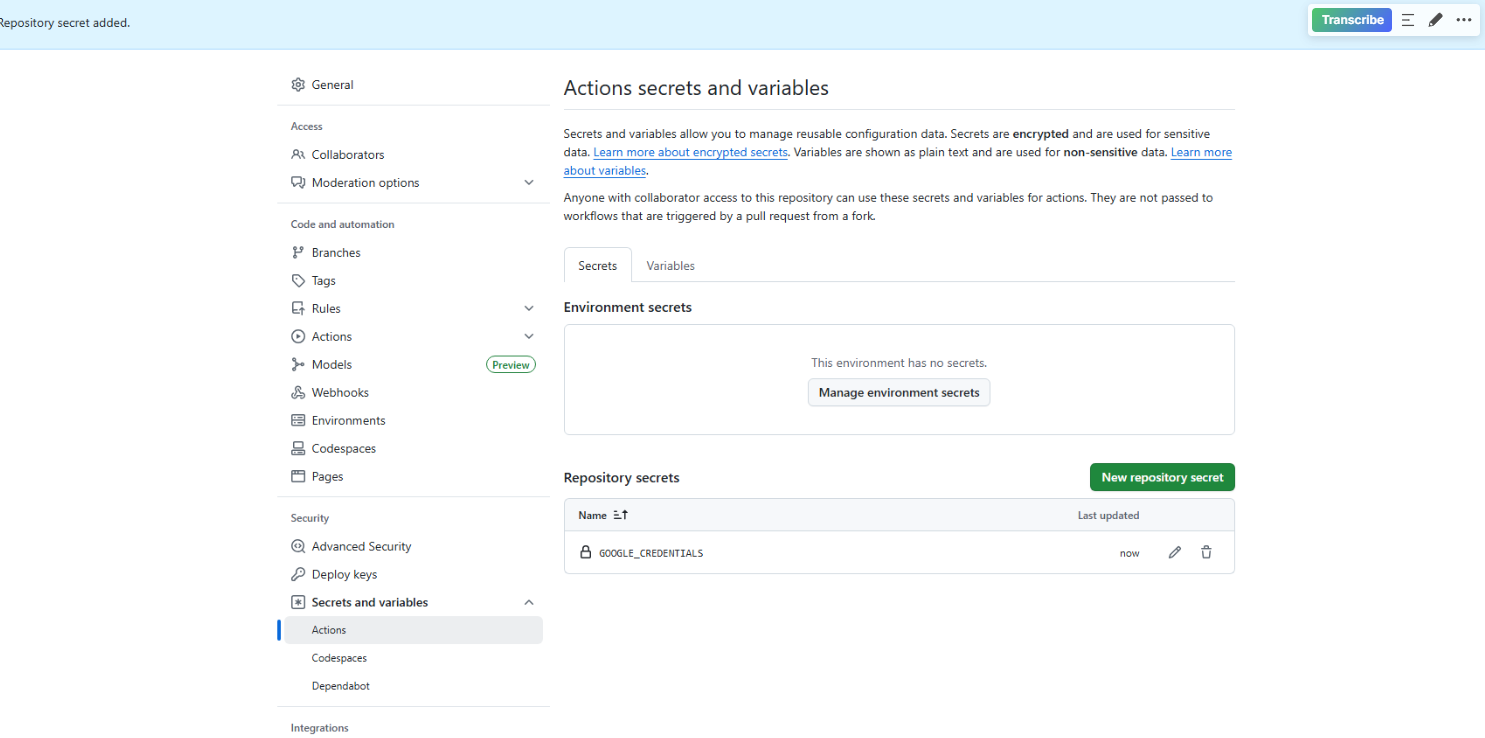 Repository secret added.
Transcribe
General
Access
Collaborators
Moderation options
Code and automation
Branches
Tags
Rules
Actions
Models
Preview
Webhooks
Environments
Codespaces
Pages
Security
Advanced Security
Deploy keys
Secrets and variables
Actions
Codespaces
Dependabot
Integrations
Actions secrets and variables
Secrets and variables allow you to manage reusable configuration data. Secrets are encrypted and are used for sensitive
data. Learn more about encrypted secrets. Variables are shown as plain text and are used for non-sensitive data. Learn more
about variables.
Anyone with collaborator access to this repository can use these secrets and variables for actions. They are not passed to
workflows that are triggered by a pull request from a fork.
Secrets
Variables
Environment secrets
This environment has no secrets.
Manage environment secrets
Repository secrets
New repository secret
Name
Last updated
GOOGLE_CREDENTIALS
now